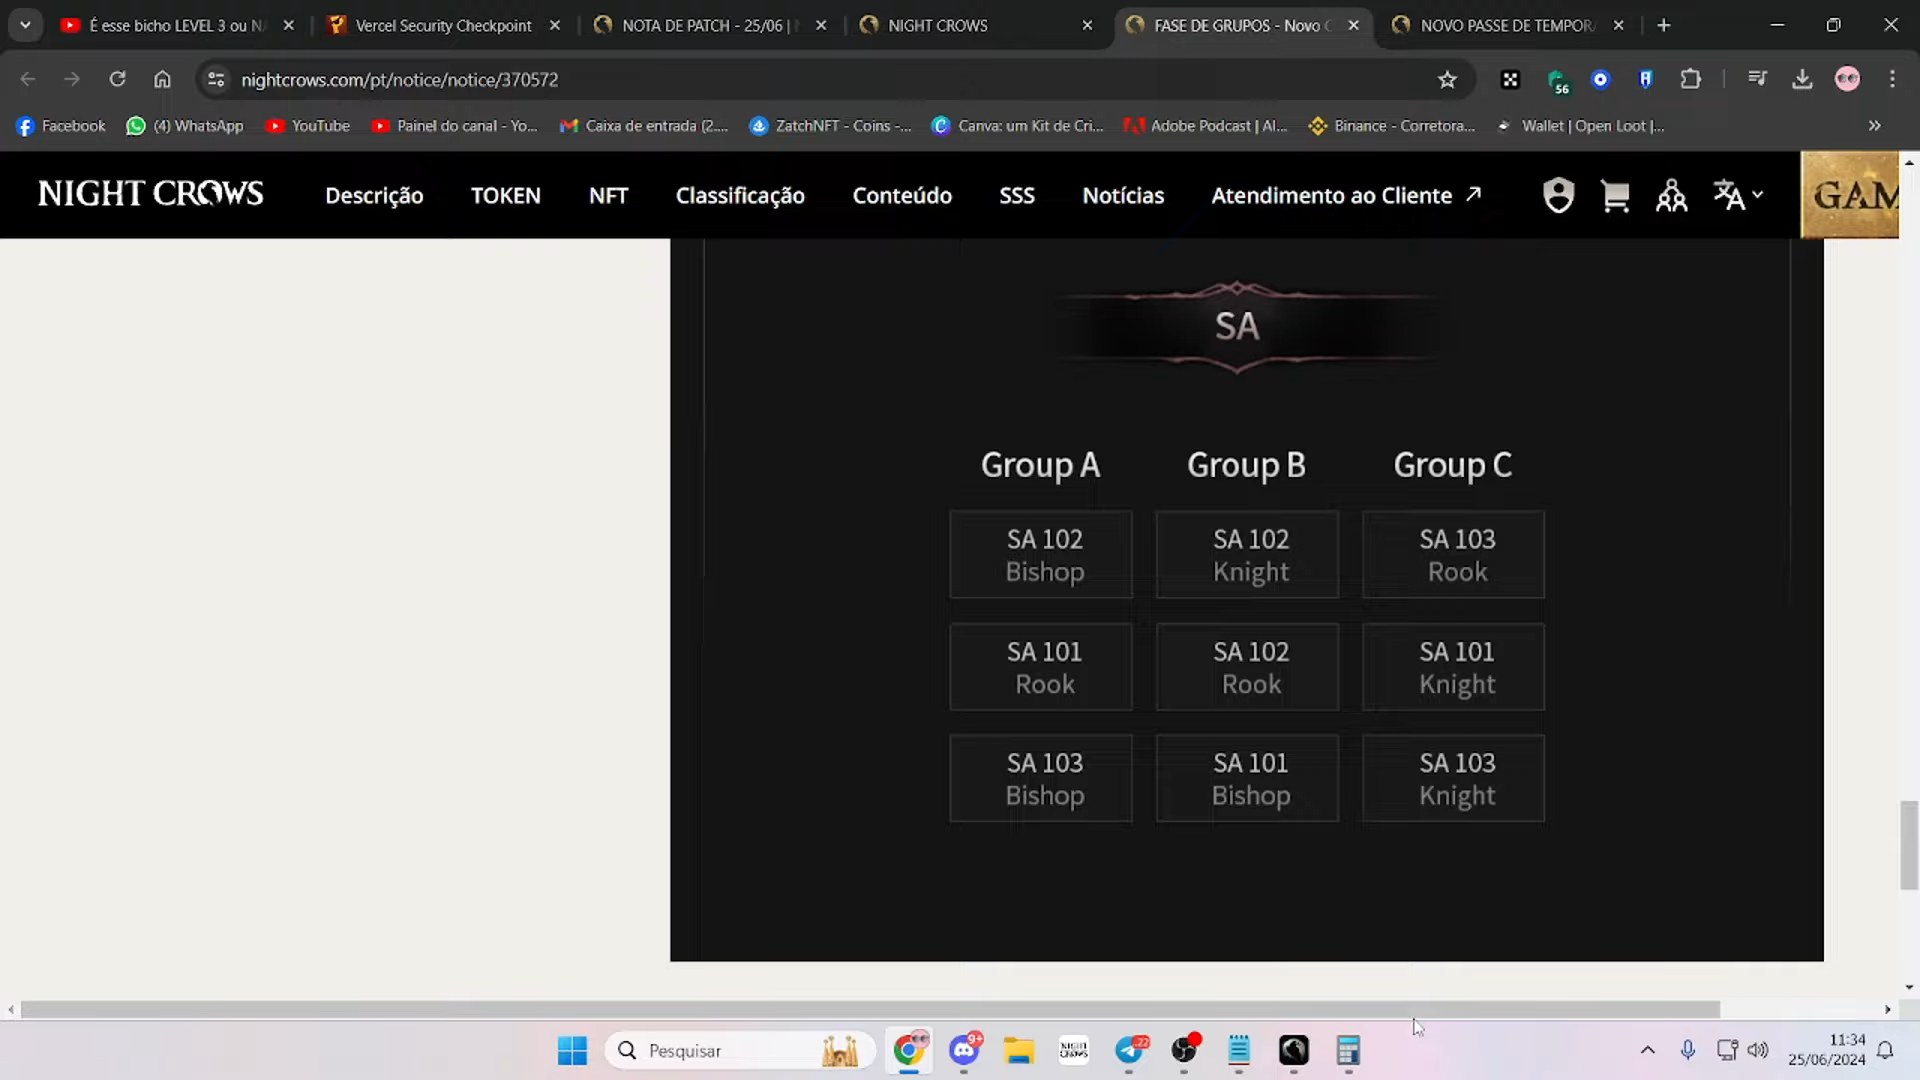 É esse bicho LEVEL 3 ou N
Vercel Security Checkpoint
NOTA DE PATCH - 25/06 |
NIGHT CROWS
FASE DE GRUPOS - Novo
NOVO PASSE DE TEMPOR
nightcrows.com/pt/notice/notice/370572
56
Facebook
(4) WhatsApp
YouTube
Painel do canal - Yo...
Caixa de entrada (2....
ZatchNFT - Coins -...
Canva: um Kit de Cri...
Adobe Podcast | AI...
Binance - Corretora...
Wallet | Open Loot |...
NIGHT CROWS
Descrição
TOKEN
NFT
Classificação
Conteúdo
SSS
Notícias
Atendimento ao Cliente
GAM
SA
Group A
Group B
Group C
SA 102
Bishop
SA 102
Knight
SA 103
Rook
SA 101
Rook
SA 102
Rook
SA 101
Knight
SA 103
Bishop
SA 101
Bishop
SA 103
Knight
Pesquisar
9+
NIGHT
CROWS
22
11:34
25/06/2024